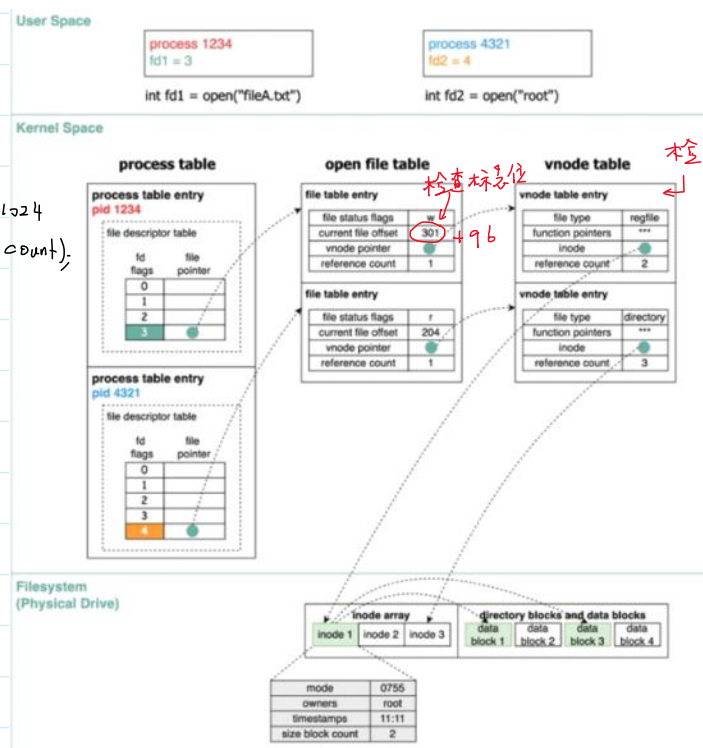 User Space
process 1234
fd1 = 3
process 4321
fd2 = 4
int fd1 = open("fileA.txt")
int fd2 = open("root")
Kernel Space
process table
open file table
vnode table
检
1024
count);
process table entry
pid 1234
file descriptor table
fd flags
file pointer
0
1
2
3
process table entry
pid 4321
file descriptor table
fd flags
file pointer
0
1
2
3
4
检查标志位
file table entry
file status flags w
current file offset 301
+96
vnode pointer
reference count 1
file table entry
file status flags r
current file offset 204
vnode pointer
reference count 1
vnode table entry
file type regfile
function pointers ***
inode
reference count 2
vnode table entry
file type directory
function pointers ***
inode
reference count 3
Filesystem
(Physical Drive)
inode array
inode 1 inode 2 inode 3
directory blocks and data blocks
data block 1
data block 2
data block 3
data block 4
mode 0755
owners root
timestamps 11:11
size block count 2